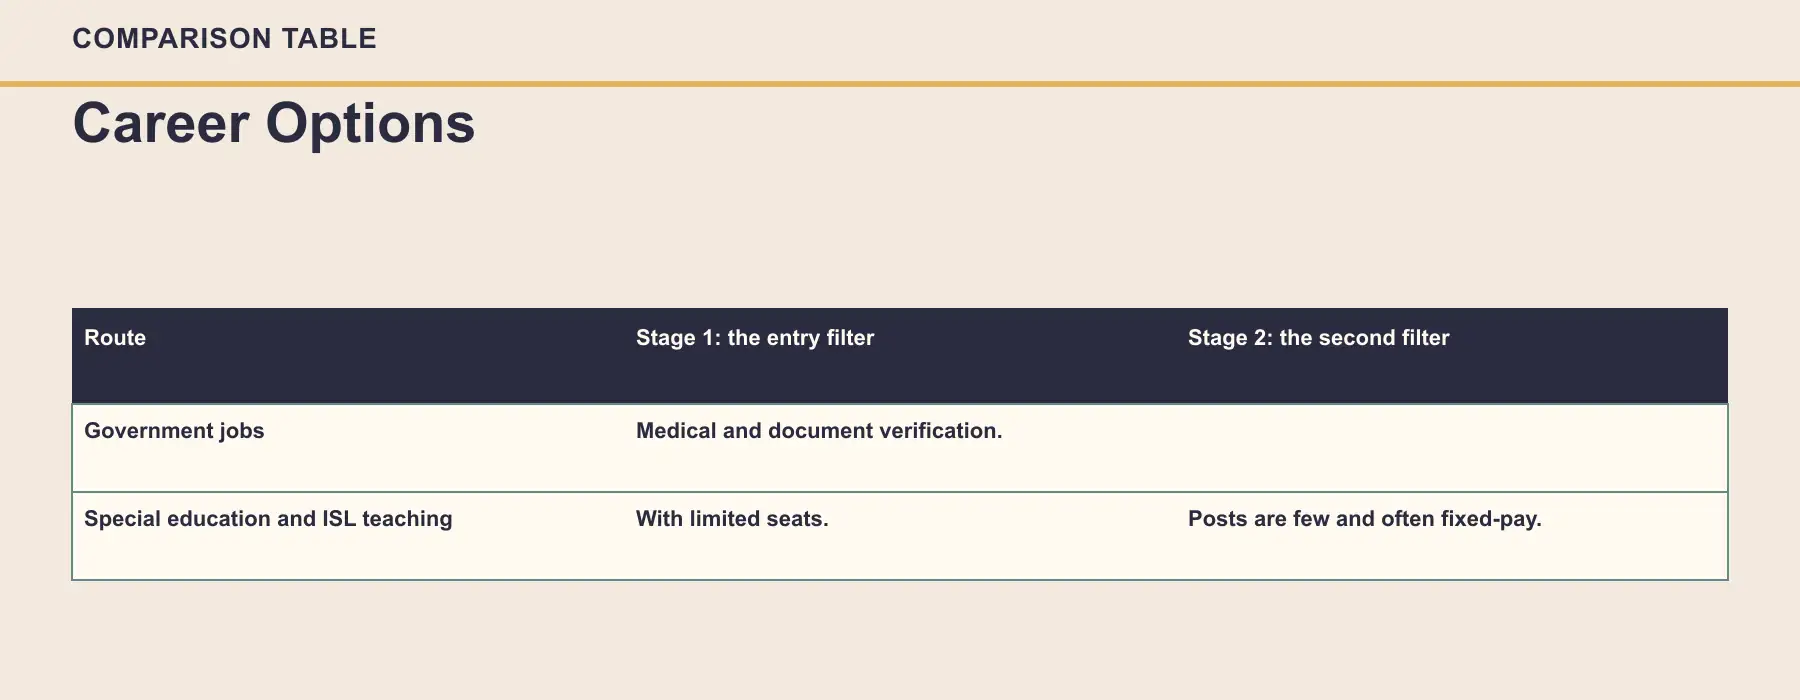 COMPARISON TABLE
Career Options
Route Stage 1: the entry filter Stage 2: the second filter
Government jobs Medical and document verification.
Special education and ISL teaching With limited seats. Posts are few and often fixed-pay.